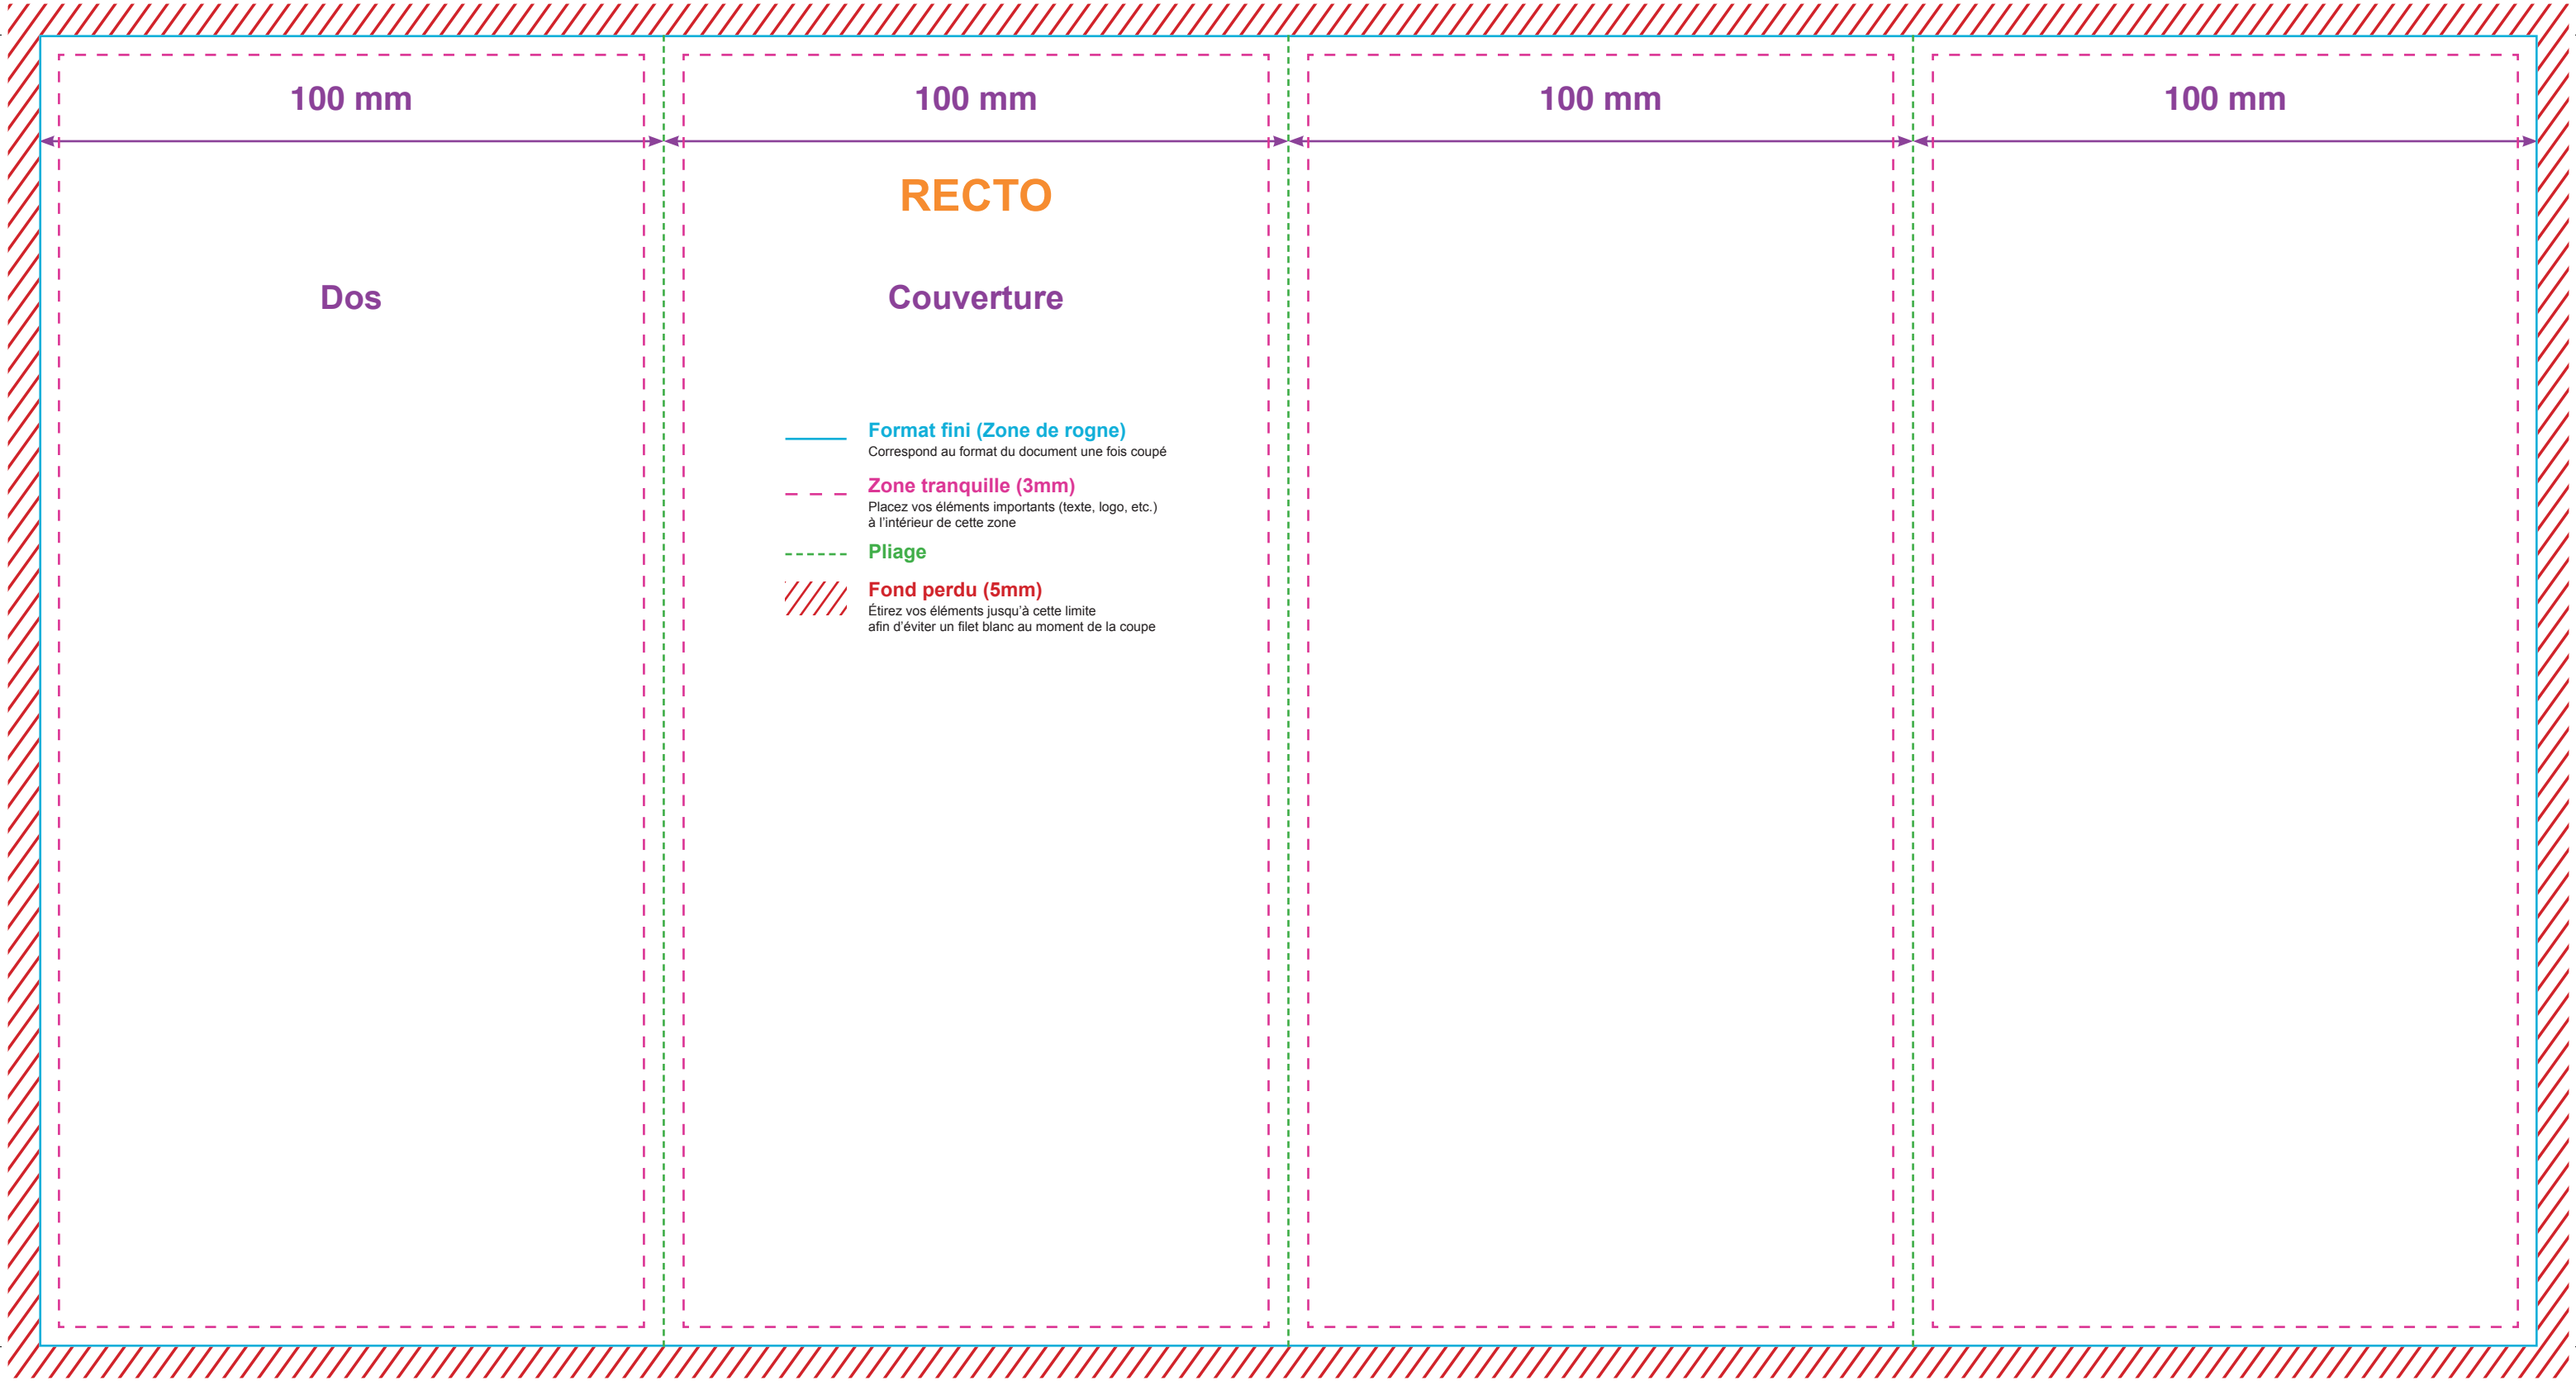 100 mm
100 mm
100 mm
100 mm
RECTO
Dos
Couverture
Format fini (Zone de rogne)
Correspond au format du document une fois coupé
Zone tranquille (3mm)
Placez vos éléments importants (texte, logo, etc.)
à l’intérieur de cette zone
Pliage
Fond perdu (5mm)
Étirez vos éléments jusqu’à cette limite
afin d’éviter un filet blanc au moment de la coupe